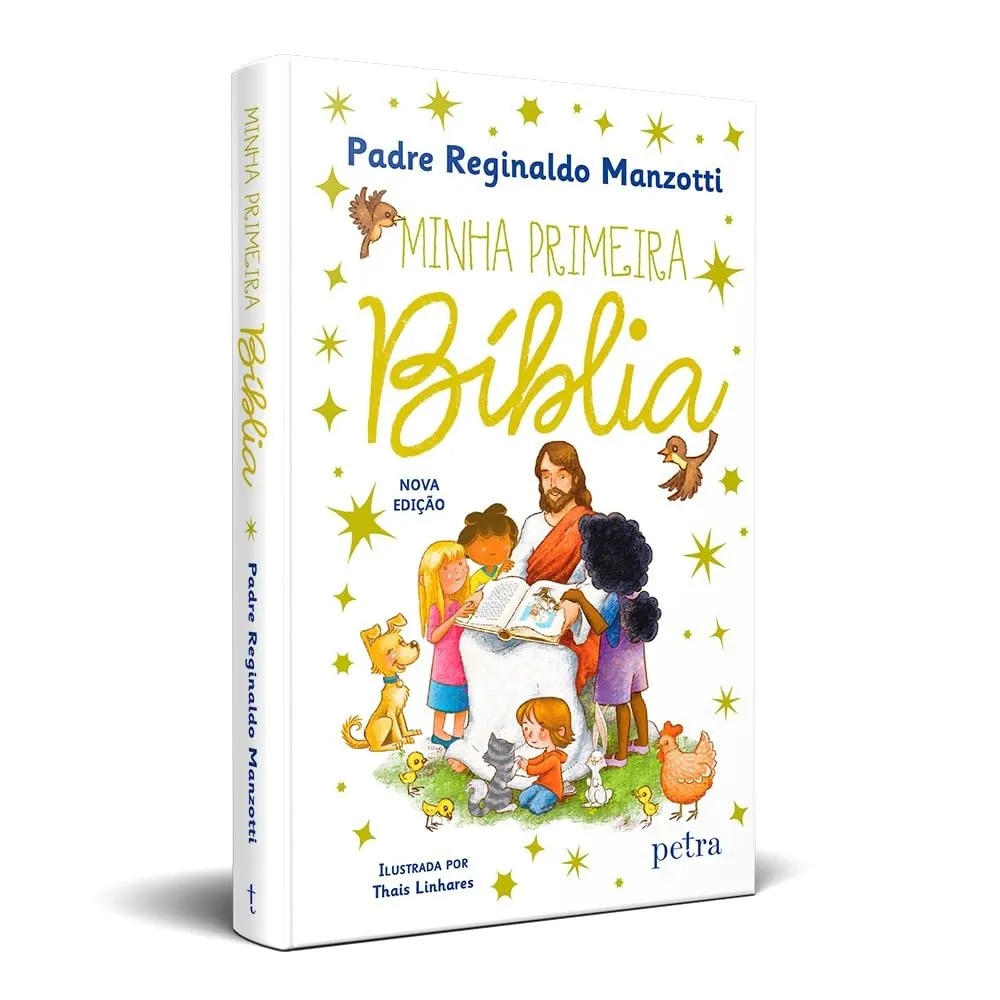 Padre Reginaldo Manzotti
MINHA PRIMEIRA
Bíblia
NOVA
EDIÇÃO
ILUSTRADA POR
Thais Linhares
petra
MINHA PRIMEIRA Bíblia Padre Reginaldo Manzotti